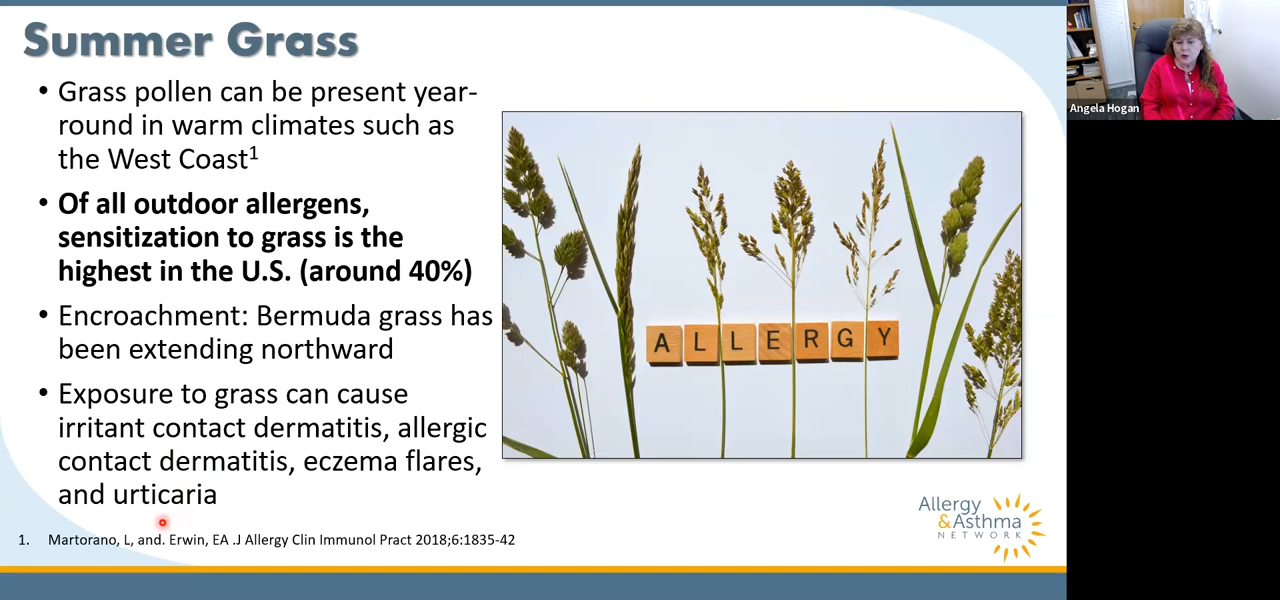 Summer Grass
• Grass pollen can be present year-
round in warm climates such as
the West Coast1
• Of all outdoor allergens,
sensitization to grass is the
highest in the U.S. (around 40%)
• Encroachment: Bermuda grass has
been extending northward
• Exposure to grass can cause
irritant contact dermatitis, allergic
contact dermatitis, eczema flares,
and urticaria
1. Martorano, L, and. Erwin, EA .J Allergy Clin Immunol Pract 2018;6:1835-42
ALLERGY
Allergy
&Asthma
NETWORK
Angela Hogan